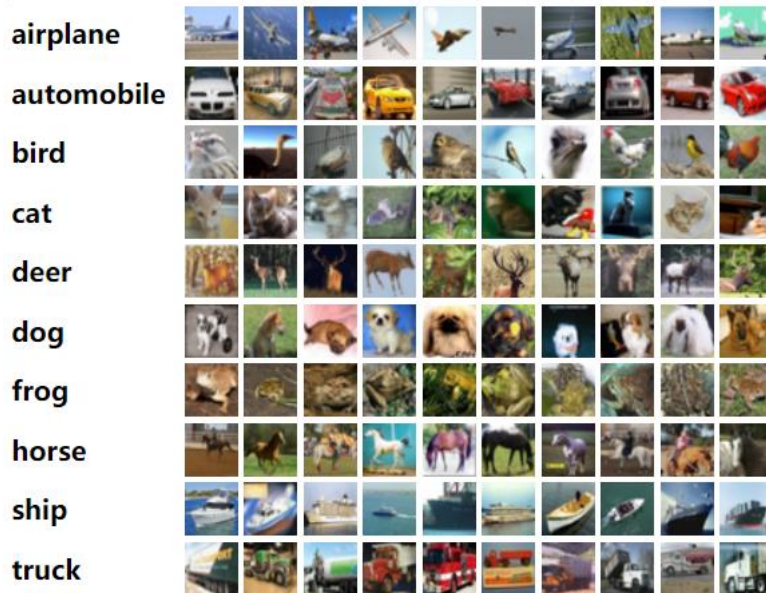 airplane
automobile
bird
cat
deer
dog
frog
horse
ship
truck